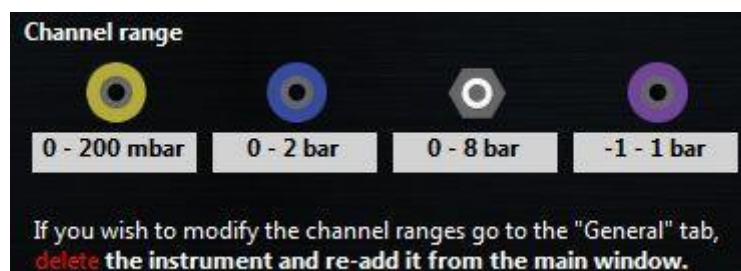 Channel range
0 - 200 mbar 0 - 2 bar 0 - 8 bar -1 - 1 bar
If you wish to modify the channel ranges go to the "General" tab,
delete the instrument and re-add it from the main window.